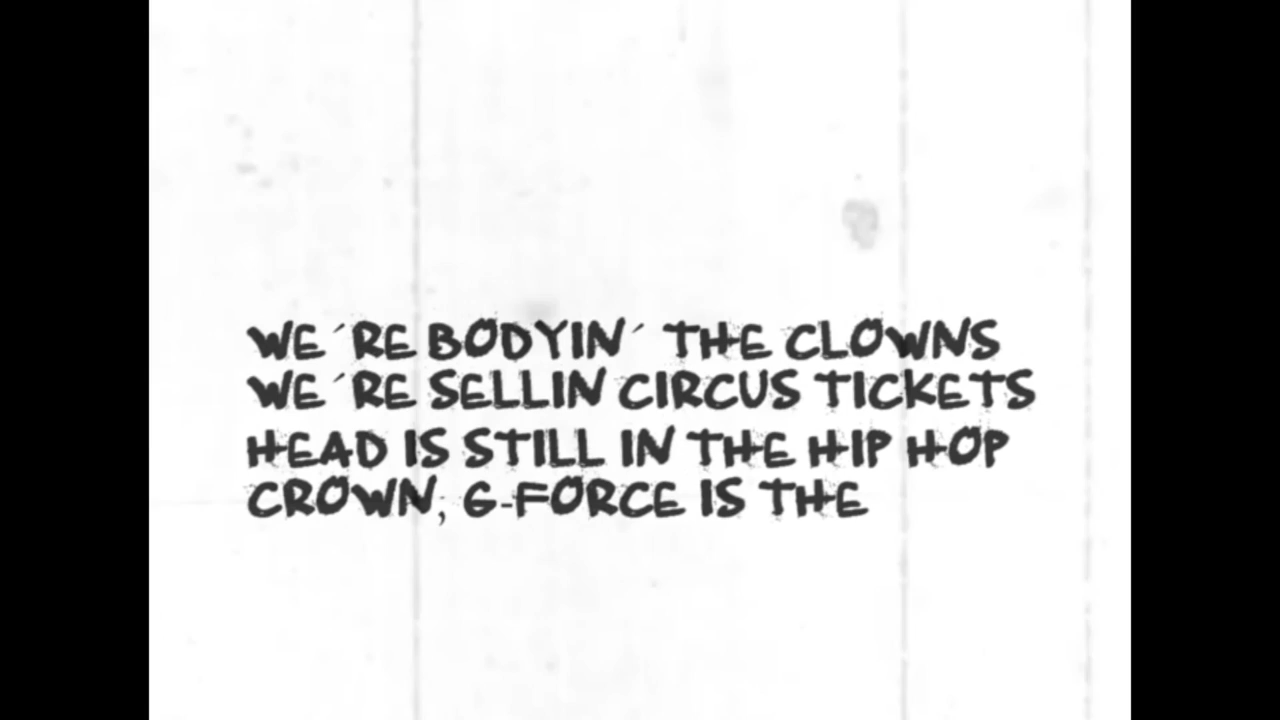 WE´RE BODYIN´ THE CLOWNS
WE´RE SELLIN CIRCUS TICKETS
HEAD IS STILL IN THE HIP HOP
CROWN, G-FORCE IS THE